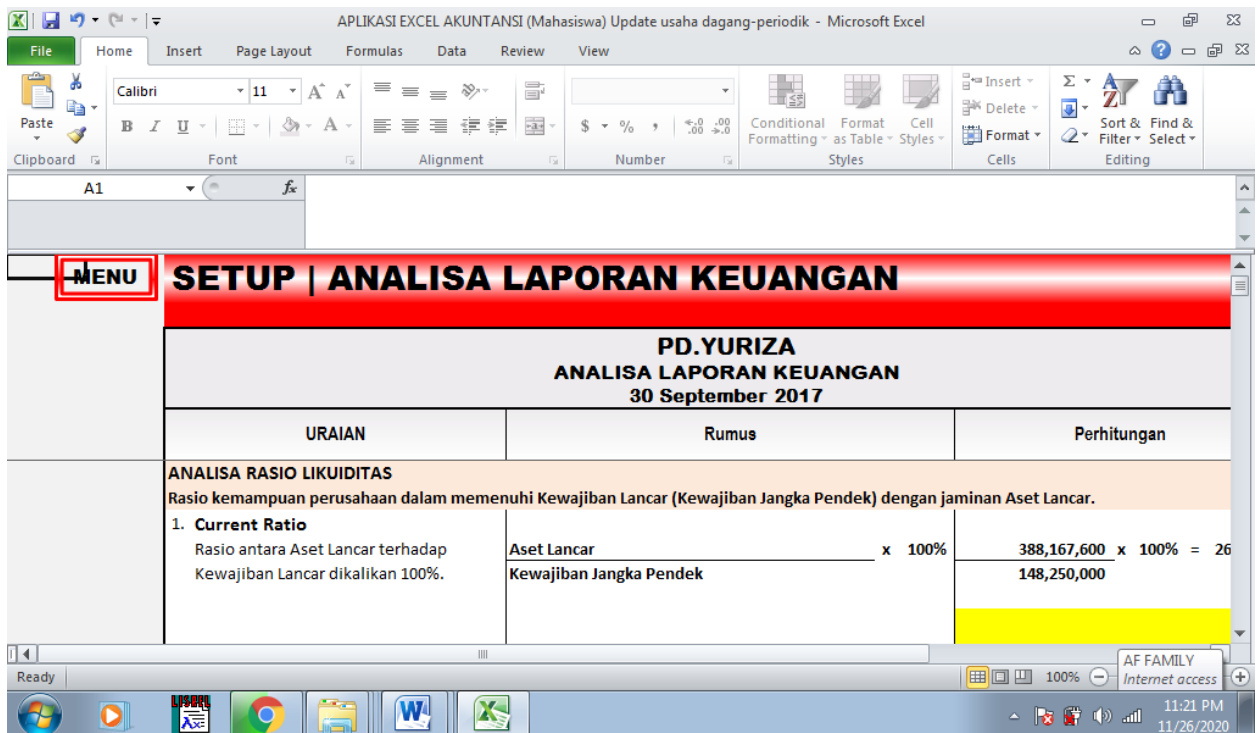 APLIKASI EXCEL AKUNTANSI (Mahasiswa) Update usaha dagang-periodik - Microsoft Excel
File Home Insert Page Layout Formulas Data Review View
Paste
Clipboard
Calibri 11
B I U
Font
Alignment
$ % ,
Number
Conditional Formatting
Format as Table
Cell Styles
Styles
Insert
Delete
Format
Cells
Sort & Filter
Find & Select
Editing
A1 fx
MENU
SETUP | ANALISA LAPORAN KEUANGAN
PD.YURIZA
ANALISA LAPORAN KEUANGAN
30 September 2017
URAIAN Rumus Perhitungan
ANALISA RASIO LIKUIDITAS
Rasio kemampuan perusahaan dalam memenuhi Kewajiban Lancar (Kewajiban Jangka Pendek) dengan jaminan Aset Lancar.
1. Current Ratio
Rasio antara Aset Lancar terhadap Aset Lancar x 100% 388,167,600 x 100% = 26
Kewajiban Lancar dikalikan 100%. Kewajiban Jangka Pendek 148,250,000
Ready 100%
AF FAMILY
Internet access
LISREL
11:21 PM
11/26/2020